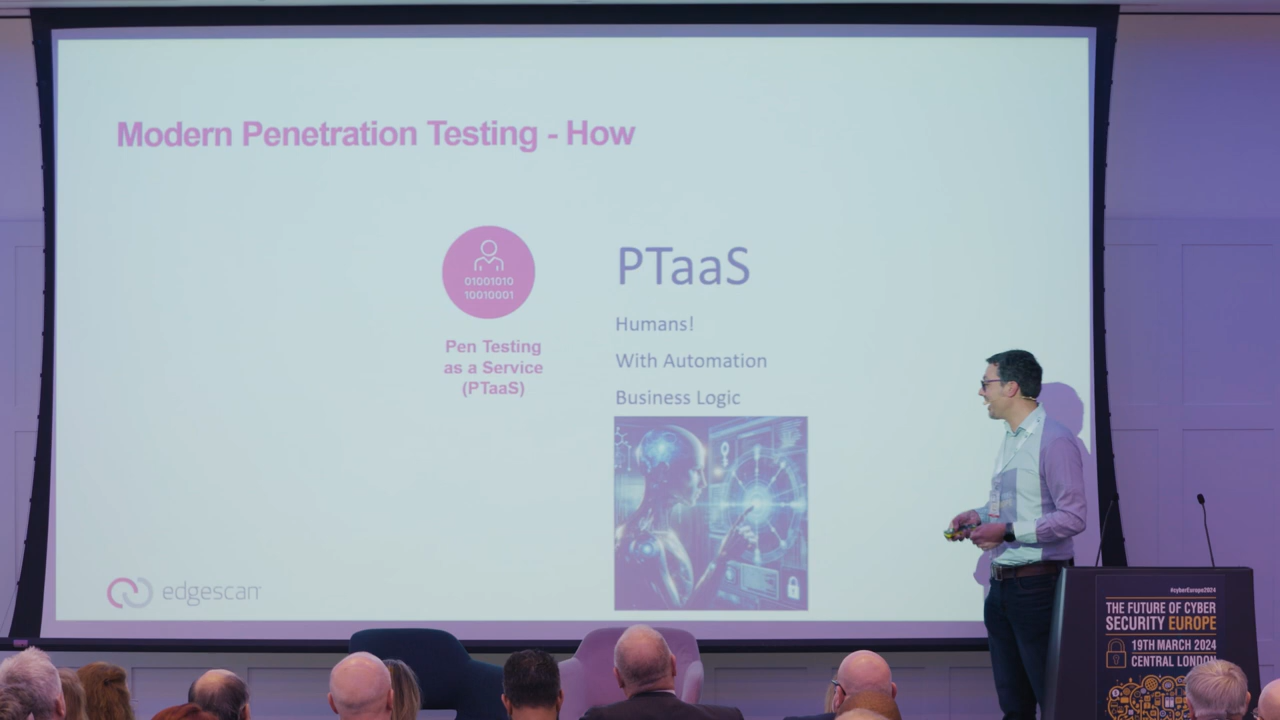 Modern Penetration Testing - How
01001010
10010001
Pen Testing
as a Service
(PTaaS)
PTaaS
Humans!
With Automation
Business Logic
edgescan
#cyberEurope2024
THE FUTURE OF CYBER
SECURITY EUROPE
19TH MARCH 2024
CENTRAL LONDON